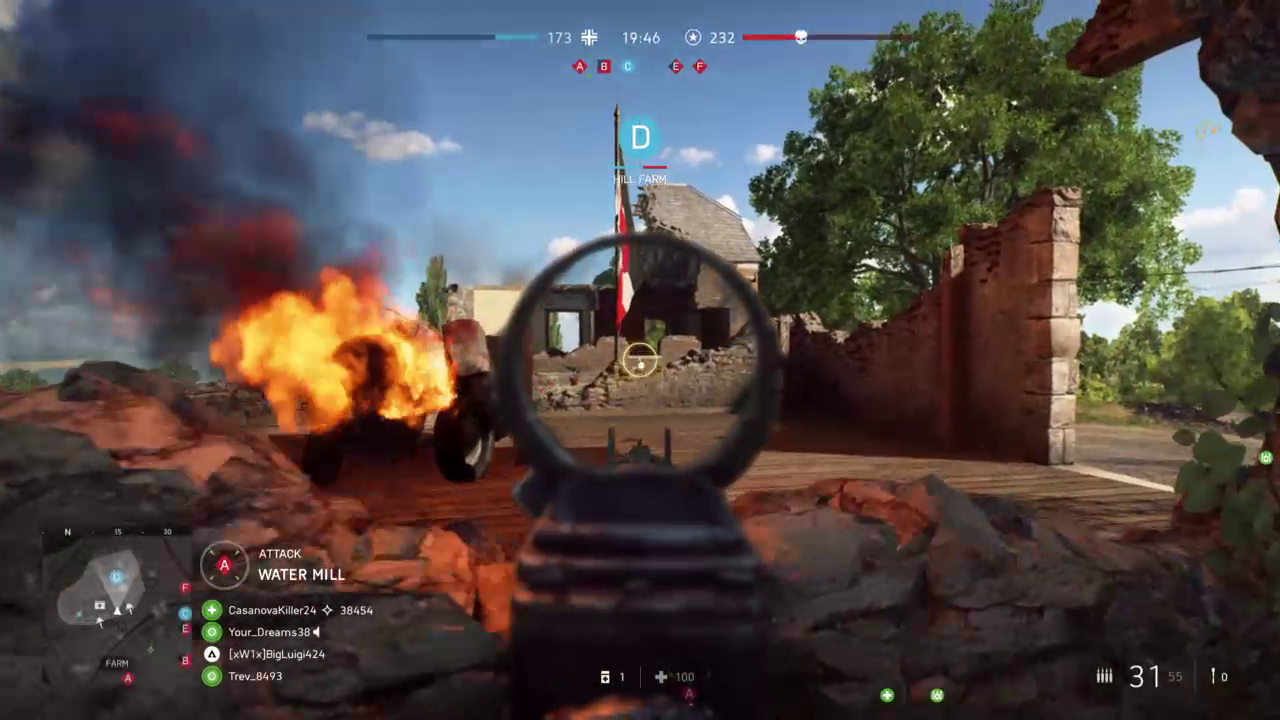 173 19:46 232
A B C E F
D
HILL FARM
N 15 30
ATTACK
A
WATER MILL
D
F
C
E
B
FARM
A
CasanovaKiller24 38454
Your_Dreams38
[xW1x]BigLuigi424
Trev_8493
1 100
A
31 55 0